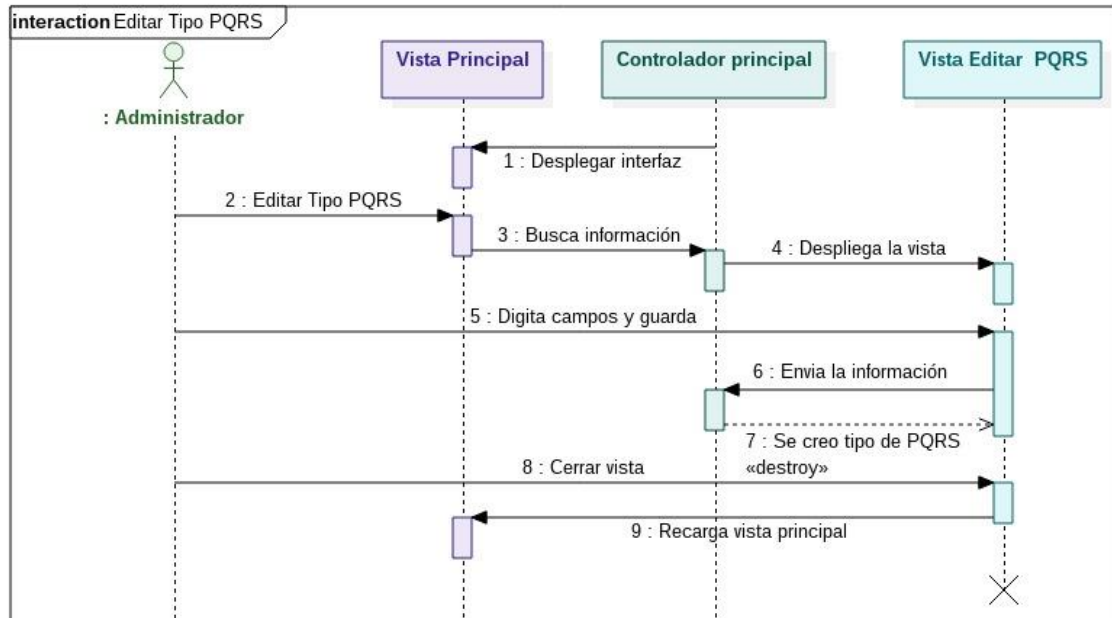 interaction Editar Tipo PQRS
: Administrador
Vista Principal
Controlador principal
Vista Editar PQRS
1 : Desplegar interfaz
2 : Editar Tipo PQRS
3 : Busca información
4 : Despliega la vista
5 : Digita campos y guarda
6 : Envia la información
7 : Se creo tipo de PQRS
«destroy»
8 : Cerrar vista
9 : Recarga vista principal